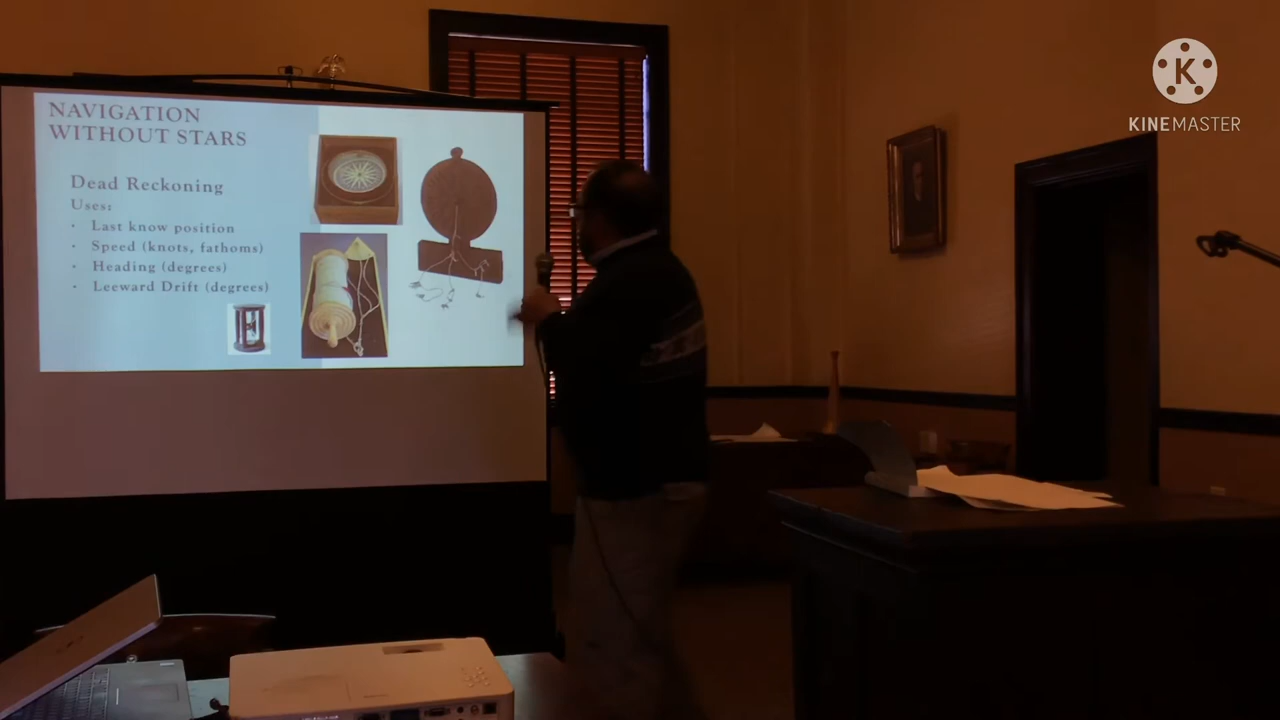 NAVIGATION
WITHOUT STARS
Dead Reckoning
Uses:
• Last know position
• Speed (knots, fathoms)
• Heading (degrees)
• Leeward Drift (degrees)
K
KINEMASTER